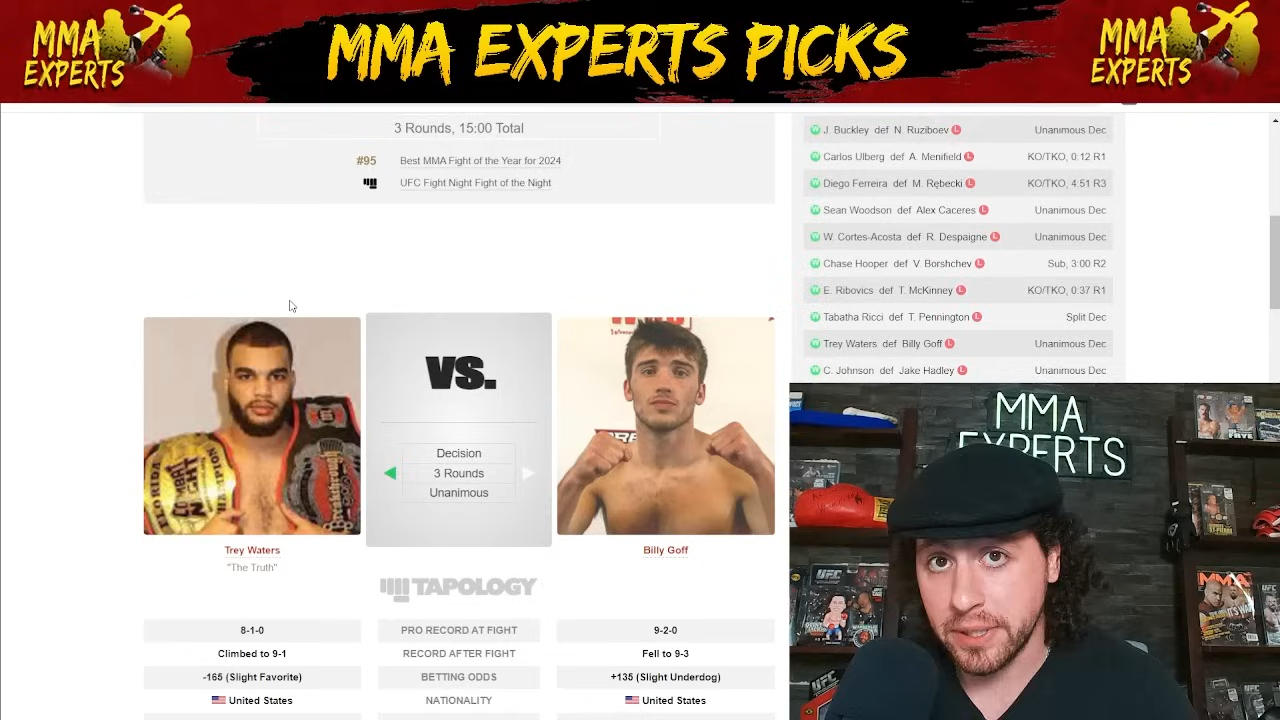 MMA
EXPERTS
MMA EXPERTS PICKS
MMA
EXPERTS
3 Rounds, 15:00 Total
#95 Best MMA Fight of the Year for 2024
UFC Fight Night Fight of the Night
W J. Buckley def N. Ruziboev L Unanimous Dec
W Carlos Ulberg def A. Menifield L KO/TKO, 0:12 R1
W Diego Ferreira def M. Rębecki L KO/TKO, 4:51 R3
W Sean Woodson def Alex Caceres L Unanimous Dec
W W. Cortes-Acosta def R. Despaigne L Unanimous Dec
W Chase Hooper def V. Borshchev L Sub, 3:00 R2
W E. Ribovics def T. McKinney L KO/TKO, 0:37 R1
W Tabatha Ricci def T. Pennington L Split Dec
W Trey Waters def Billy Goff L Unanimous Dec
W C. Johnson def Jake Hadley L Unanimous Dec
VS.
Decision
3 Rounds
Unanimous
Trey Waters
"The Truth"
Billy Goff
TAPOLOGY
8-1-0 PRO RECORD AT FIGHT 9-2-0
Climbed to 9-1 RECORD AFTER FIGHT Fell to 9-3
-165 (Slight Favorite) BETTING ODDS +135 (Slight Underdog)
United States NATIONALITY United States
MMA
EXPERTS
UFC
MMA